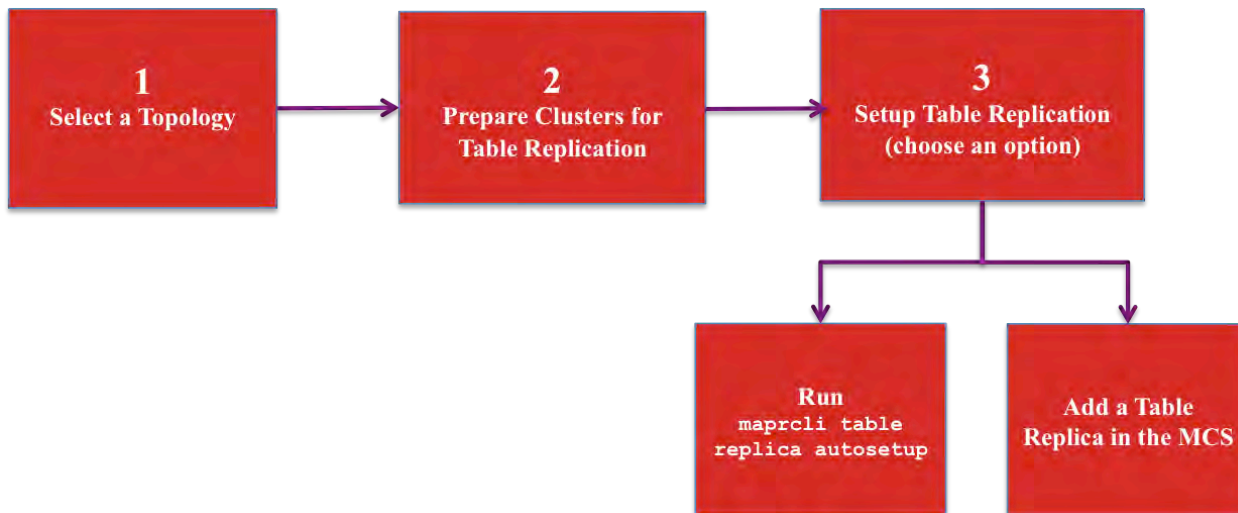 1
Select a Topology
2
Prepare Clusters for
Table Replication
3
Setup Table Replication
(choose an option)
Run
maprcli table
replica autosetup
Add a Table
Replica in the MCS